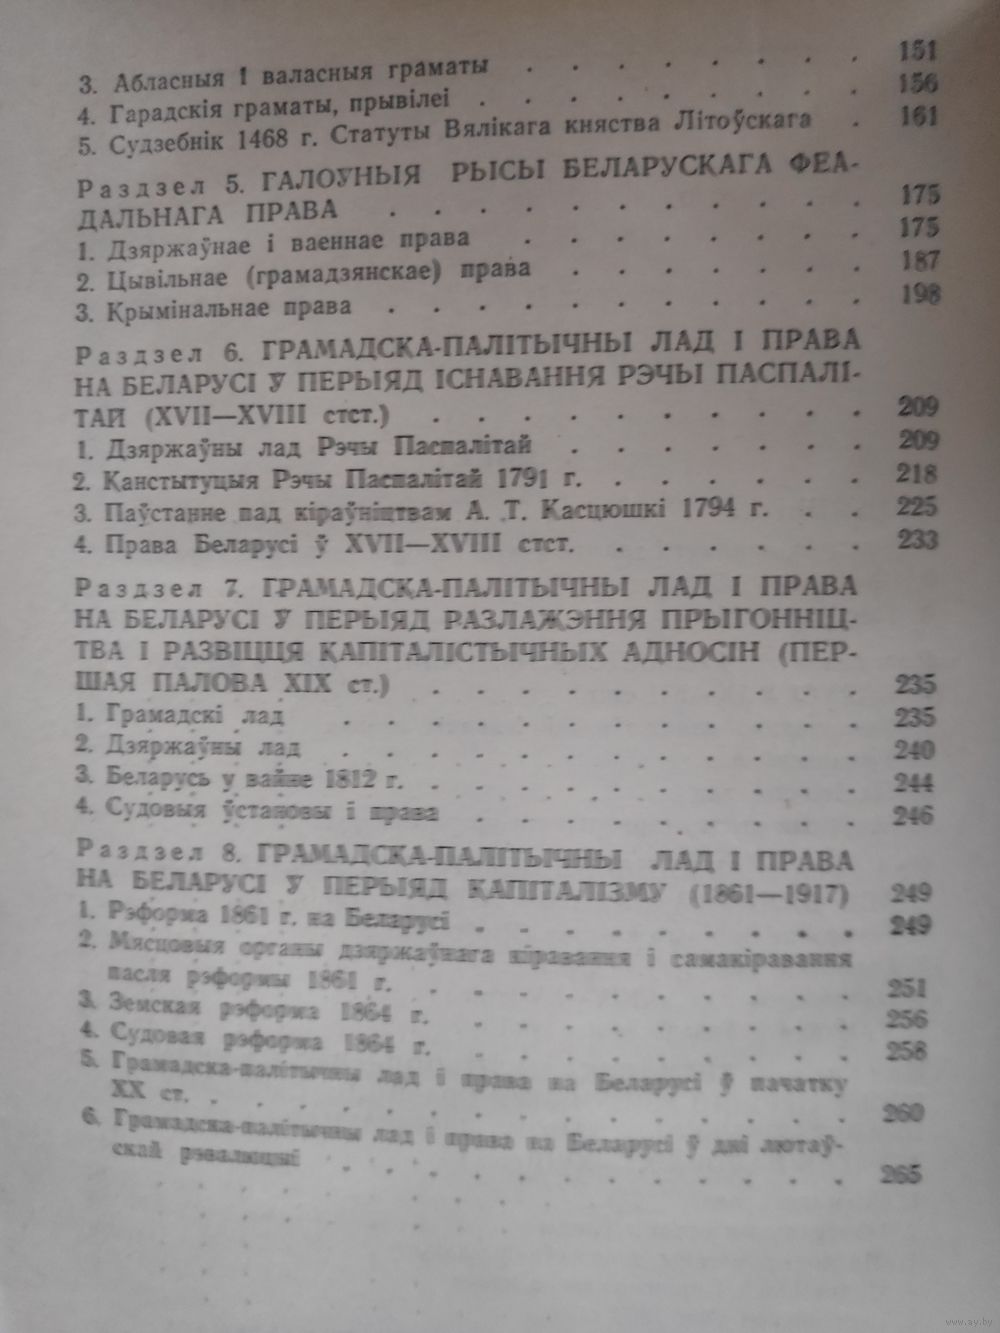 3. Абласныя і валасныя граматы . . . . . . . . 151
4. Гарадскія граматы, прывілеі . . . . . . . . . 156
5. Судзебнік 1468 г. Статуты Вялікага княства Літоўскага . 161
Раздзел 5. ГАЛОЎНЫЯ РЫСЫ БЕЛАРУСКАГА ФЕА-
ДАЛЬНАГА ПРАВА . . . . . . . . . . . 175
1. Дзяржаўнае і ваеннае права . . . . . . . . 175
2. Цывільнае (грамадзянскае) права . . . . . . . 187
3. Крымінальнае права . . . . . . . . . . . 198
Раздзел 6. ГРАМАДСКА-ПАЛІТЫЧНЫ ЛАД І ПРАВА
НА БЕЛАРУСІ Ў ПЕРЫЯД ІСНАВАННЯ РЭЧЫ ПАСПАЛІ-
ТАЙ (XVII—XVIII стст.) . . . . . . . . . . 209
1. Дзяржаўны лад Рэчы Паспалітай . . . . . . . 209
2. Канстытуцыя Рэчы Паспалітай 1791 г. . . . . . . 218
3. Паўстанне пад кіраўніцтвам А. Т. Касцюшкі 1794 г. . . 225
4. Права Беларусі ў XVII—XVIII стст. . . . . . . 233
Раздзел 7. ГРАМАДСКА-ПАЛІТЫЧНЫ ЛАД І ПРАВА
НА БЕЛАРУСІ Ў ПЕРЫЯД РАЗЛАЖЭННЯ ПРЫГОННІЦ-
ТВА І РАЗВІЦЦЯ КАПІТАЛІСТЫЧНЫХ АДНОСІН (ПЕР-
ШАЯ ПАЛОВА XIX ст.) . . . . . . . . . . 235
1. Грамадскі лад . . . . . . . . . . . . 235
2. Дзяржаўны лад . . . . . . . . . . . . 240
3. Беларусь у вайне 1812 г. . . . . . . . . . . 244
4. Судовыя ўстановы і права . . . . . . . . . 246
Раздзел 8. ГРАМАДСКА-ПАЛІТЫЧНЫ ЛАД І ПРАВА
НА БЕЛАРУСІ Ў ПЕРЫЯД КАПІТАЛІЗМУ (1861—1917) 249
1. Рэформа 1861 г. на Беларусі . . . . . . . . . 249
2. Мясцовыя органы дзяржаўнага кіравання і самакіравання
пасля рэформы 1861 г. . . . . . . . . . . 251
3. Земская рэформа 1864 г. . . . . . . . . . 256
4. Судовая рэформа 1864 г. . . . . . . . . . 258
5. Грамадска-палітычны лад і права на Беларусі ў пачатку
XX ст. . . . . . . . . . . . . . . . 260
6. Грамадска-палітычны лад і права на Беларусі ў дні лютаў-
скай рэвалюцыі . . . . . . . . . . . . 265
www.ay.by